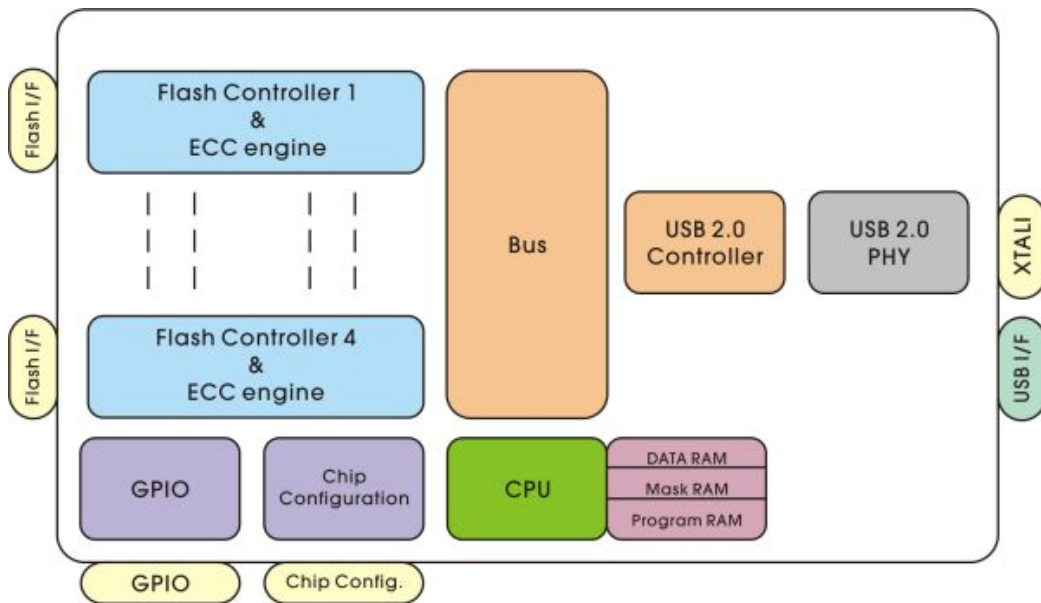 Flash I/F
Flash Controller 1
&
ECC engine
Bus
USB 2.0
Controller
USB 2.0
PHY
XTALI
Flash I/F
Flash Controller 4
&
ECC engine
USB I/F
GPIO
Chip
Configuration
CPU
DATA RAM
Mask RAM
Program RAM
GPIO
Chip Config.